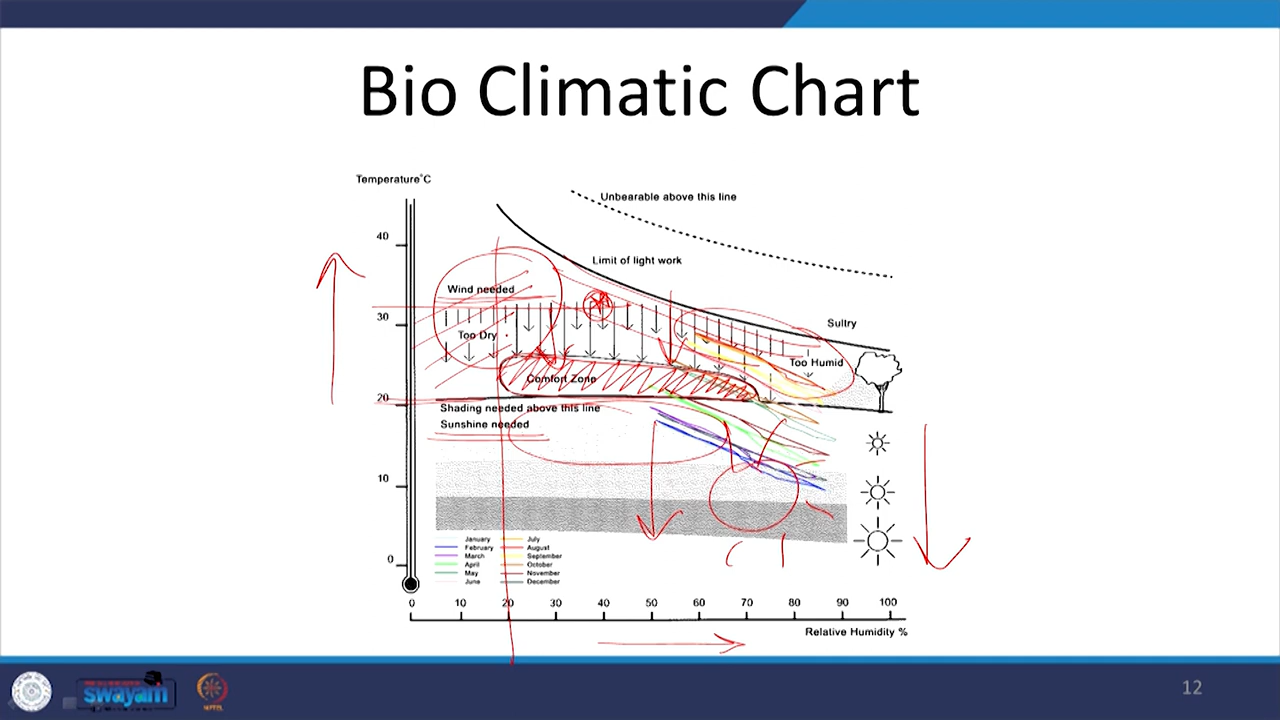 Bio Climatic Chart
Temperature°C
Unbearable above this line
40
Limit of light work
Wind needed
30
Sultry
Too Dry
Too Humid
Comfort Zone
20
Shading needed above this line
Sunshine needed
10
January
July
February
August
March
September
April
October
May
November
June
December
0
0 10 20 30 40 50 60 70 80 90 100
Relative Humidity %
swayam
12